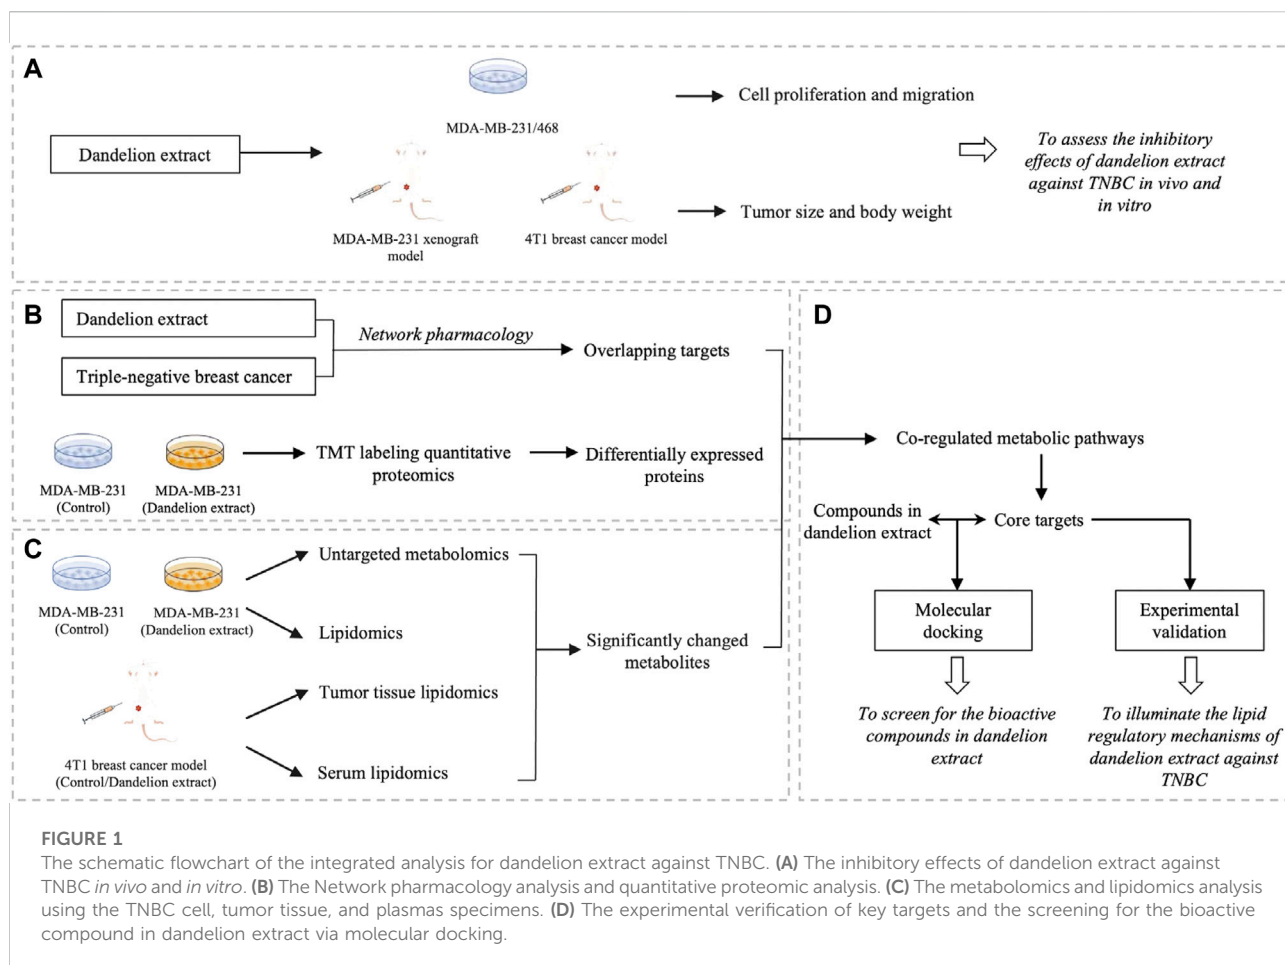 A
Dandelion extract
MDA-MB-231/468
MDA-MB-231 xenograft
model
4T1 breast cancer model
Cell proliferation and migration
Tumor size and body weight
To assess the inhibitory
effects of dandelion extract
against TNBC in vivo and
in vitro
B
Dandelion extract
Triple-negative breast cancer
Network pharmacology
Overlapping targets
MDA-MB-231
(Control)
MDA-MB-231
(Dandelion extract)
TMT labeling quantitative
proteomics
Differentially expressed
proteins
C
MDA-MB-231
(Control)
MDA-MB-231
(Dandelion extract)
Untargeted metabolomics
Lipidomics
4T1 breast cancer model
(Control/Dandelion extract)
Tumor tissue lipidomics
Serum lipidomics
Significantly changed
metabolites
D
Co-regulated metabolic pathways
Compounds in
dandelion extract
Core targets
Molecular
docking
Experimental
validation
To screen for the bioactive
compounds in dandelion
extract
To illuminate the lipid
regulatory mechanisms of
dandelion extract against
TNBC
FIGURE 1
The schematic flowchart of the integrated analysis for dandelion extract against TNBC. (A) The inhibitory effects of dandelion extract against
TNBC in vivo and in vitro. (B) The Network pharmacology analysis and quantitative proteomic analysis. (C) The metabolomics and lipidomics analysis
using the TNBC cell, tumor tissue, and plasmas specimens. (D) The experimental verification of key targets and the screening for the bioactive
compound in dandelion extract via molecular docking.